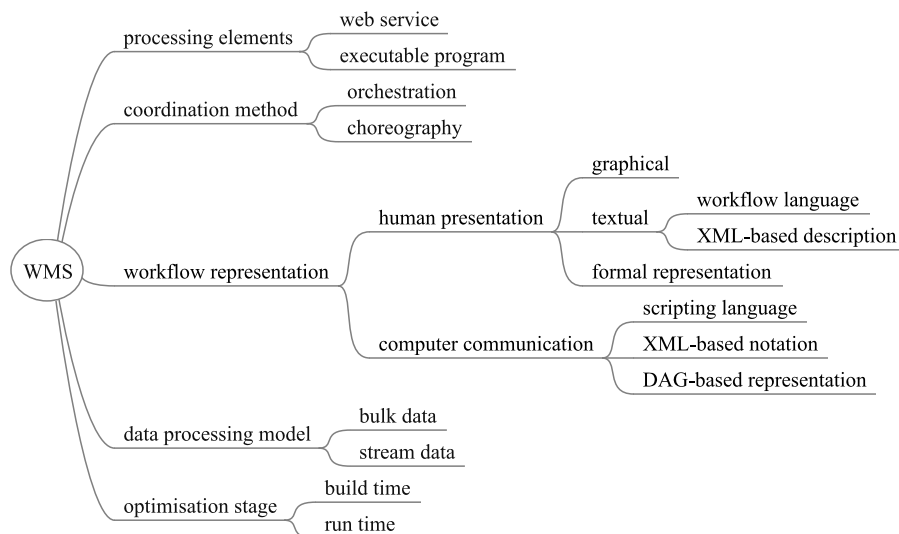 web service
processing elements
executable program
orchestration
coordination method
choreography
graphical
workflow language
human presentation
textual
XML-based description
WMS
workflow representation
formal representation
scripting language
computer communication
XML-based notation
DAG-based representation
bulk data
data processing model
stream data
build time
optimisation stage
run time